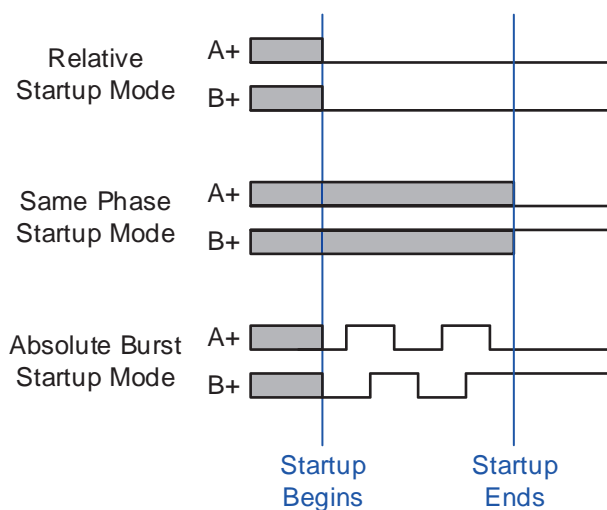 Relative
Startup Mode
A+
B+
Same Phase
Startup Mode
A+
B+
Absolute Burst
Startup Mode
A+
B+
Startup
Begins
Startup
Ends